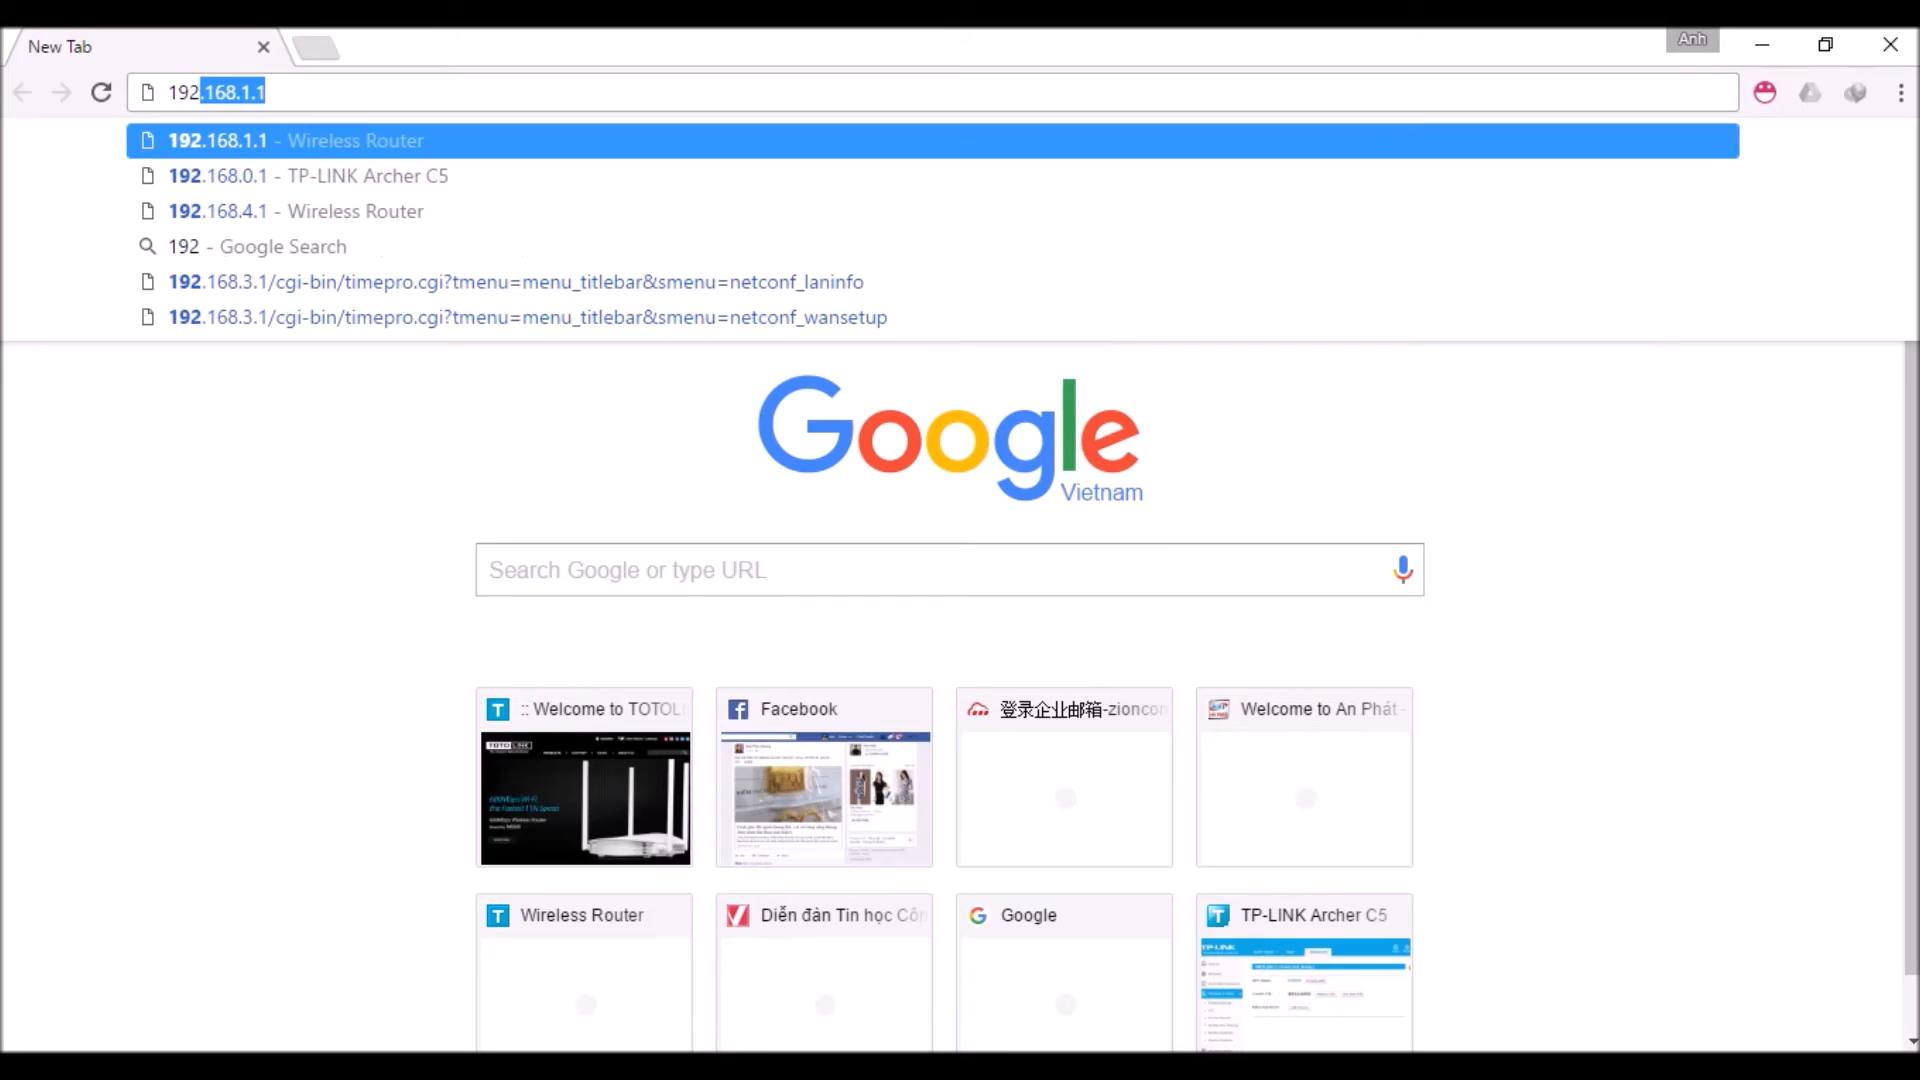 New Tab
Anh
192.168.1.1
192.168.1.1 - Wireless Router
192.168.0.1 - TP-LINK Archer C5
192.168.4.1 - Wireless Router
192 - Google Search
192.168.3.1/cgi-bin/timepro.cgi?tmenu=menu_titlebar&smenu=netconf_laninfo
192.168.3.1/cgi-bin/timepro.cgi?tmenu=menu_titlebar&smenu=netconf_wansetup
Google
Vietnam
Search Google or type URL
:: Welcome to TOTOL
Facebook
登录企业邮箱-zioncon
Welcome to An Phát -
TOTO LINK
Wireless Router
Diễn đàn Tin học Côn
Google
TP-LINK Archer C5
TP-LINK